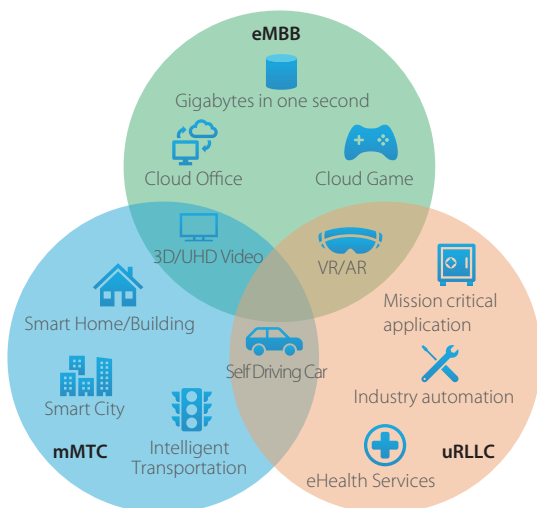 eMBB
Gigabytes in one second
Cloud Office
Cloud Game
3D/UHD Video
VR/AR
Mission critical
application
Smart Home/Building
Self Driving Car
Industry automation
Smart City
Intelligent
Transportation
mMTC
uRLLC
eHealth Services